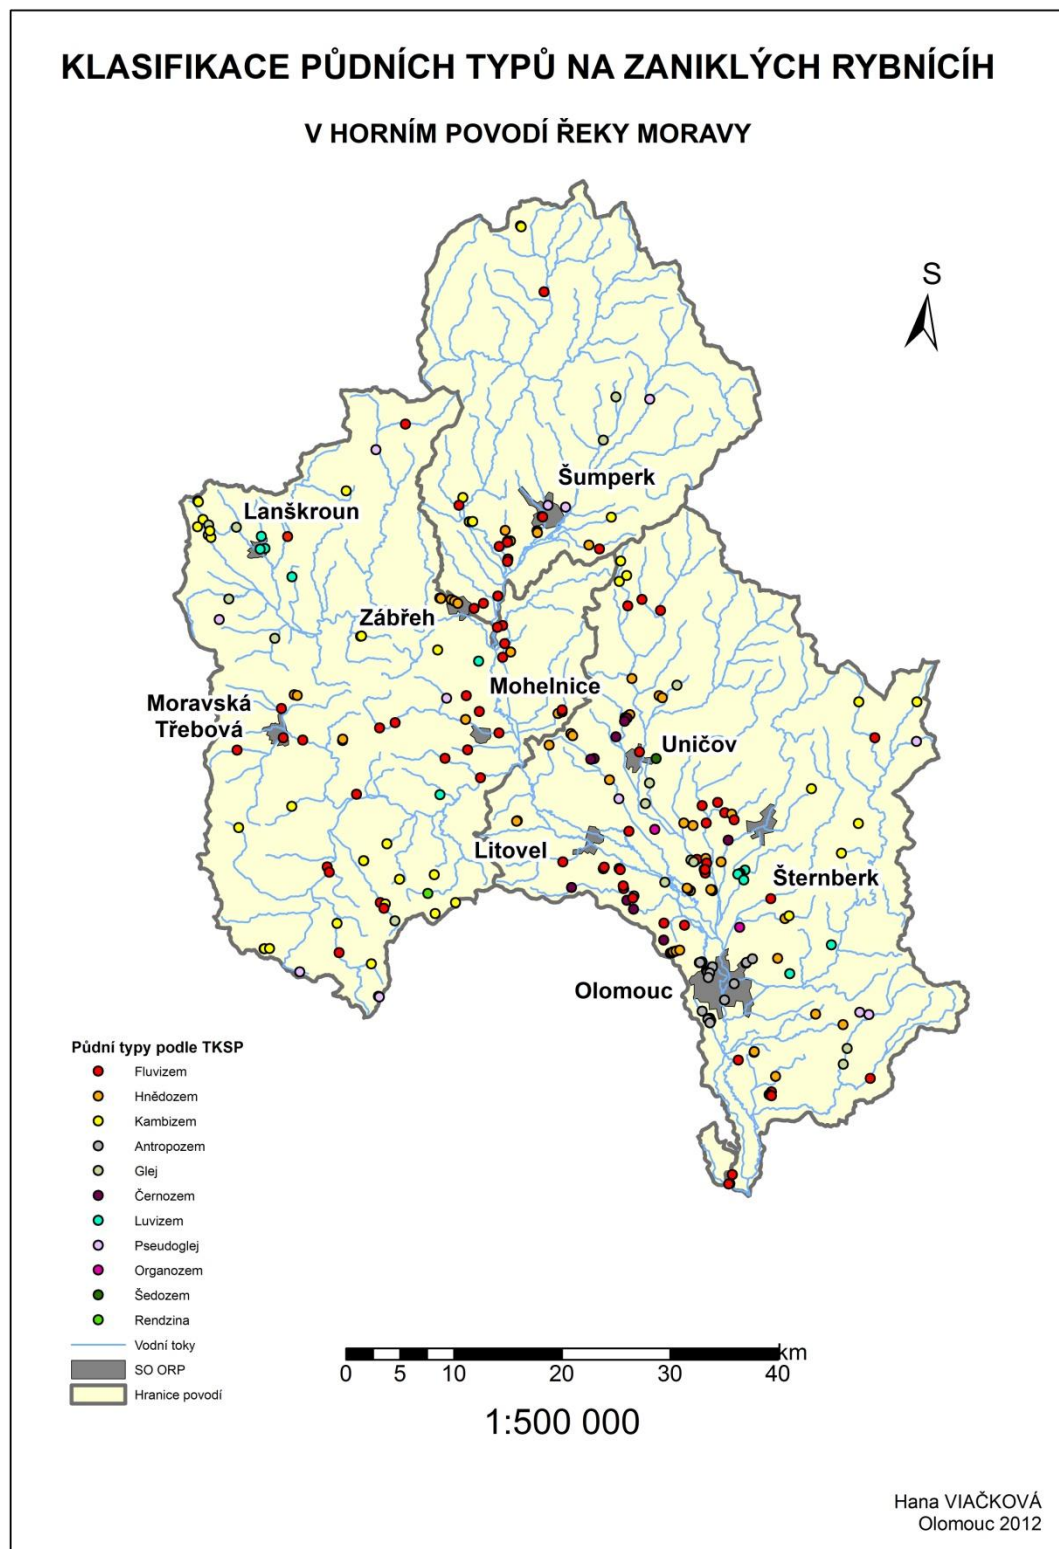 KLASIFIKACE PŮDNÍCH TYPŮ NA ZANIKLÝCH RYBNÍCÍH
V HORNÍM POVODÍ ŘEKY MORAVY
S
Šumperk
Lanškroun
Zábřeh
Mohelnice
Moravská
Třebová
Uničov
Litovel
Šternberk
Olomouc
Půdní typy podle TKSP
Fluvizem
Hnědozem
Kambizem
Antropozem
Glej
Černozem
Luvizem
Pseudoglej
Organozem
Šedozem
Rendzina
Vodní toky
SO ORP
Hranice povodí
km
0 5 10 20 30 40
1:500 000
Hana VIAČKOVÁ
Olomouc 2012